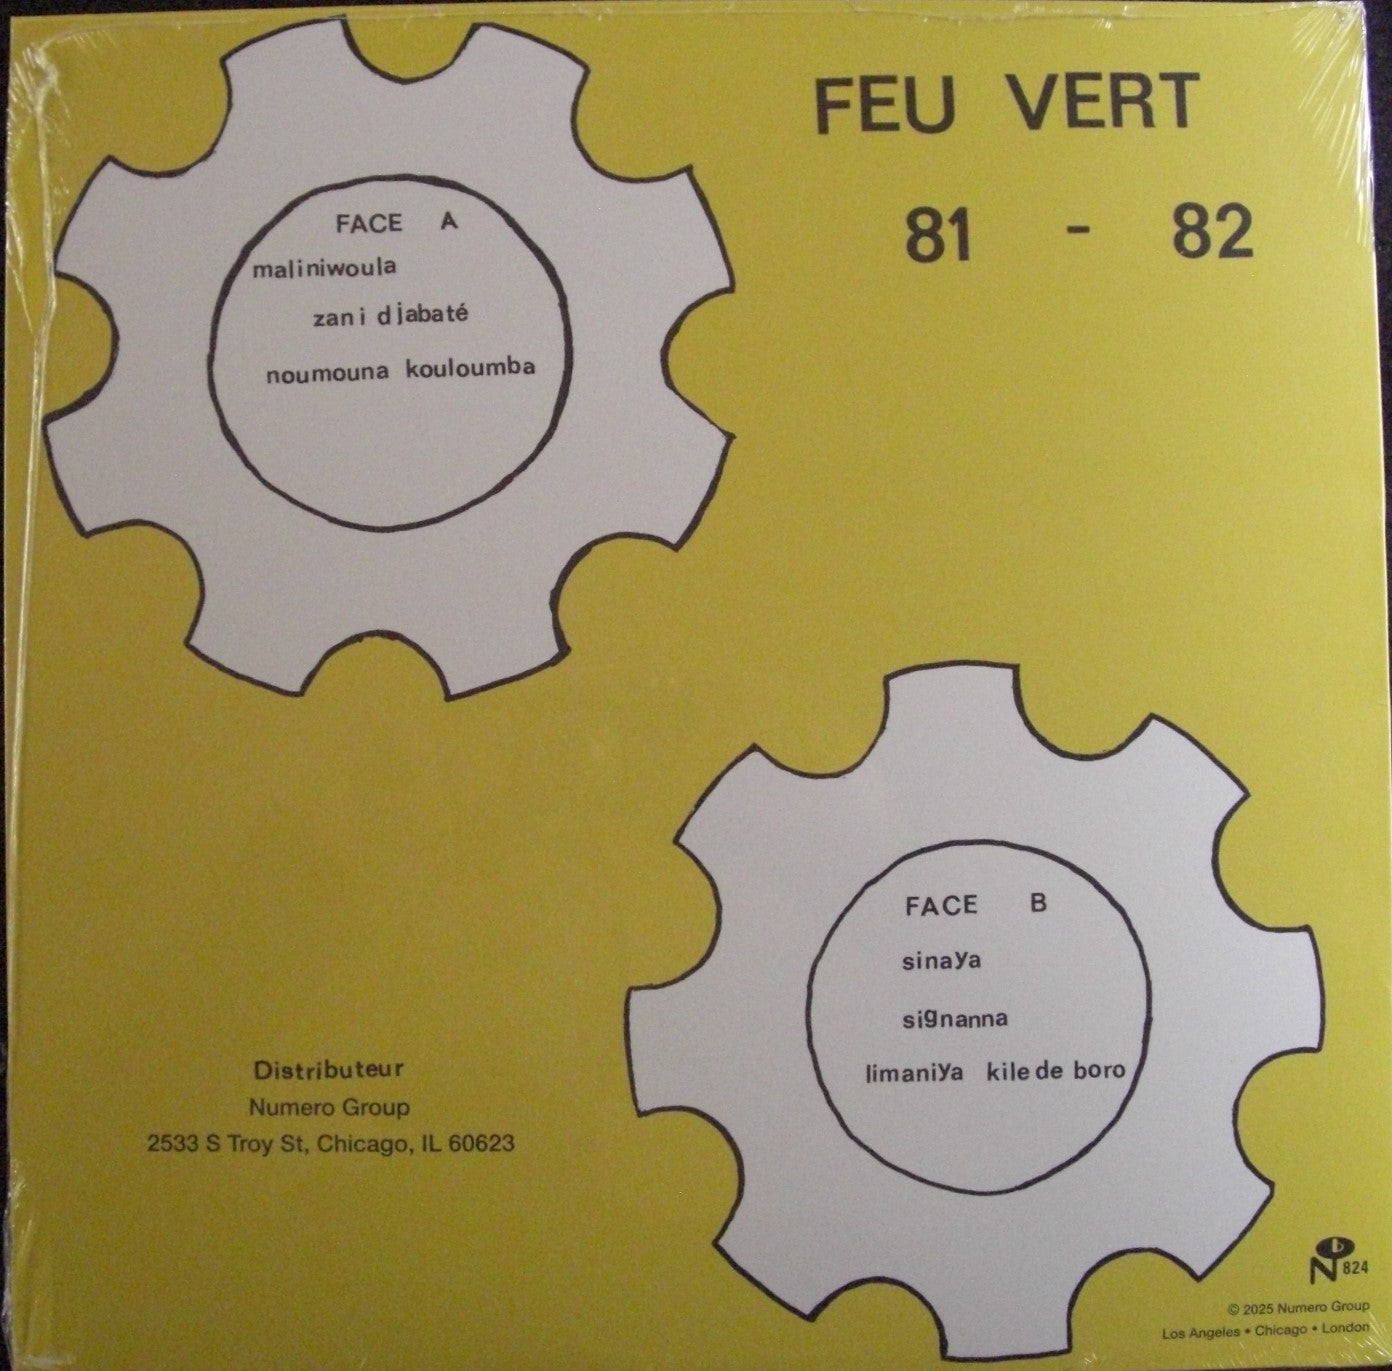 FEU VERT
81 - 82
FACE A
maliniwoula
zani djabaté
noumouna kouloumba
FACE B
sinaya
signanna
limaniya kile de boro
Distributeur
Numero Group
2533 S Troy St, Chicago, IL 60623
N 824
© 2025 Numero Group
Los Angeles • Chicago • London